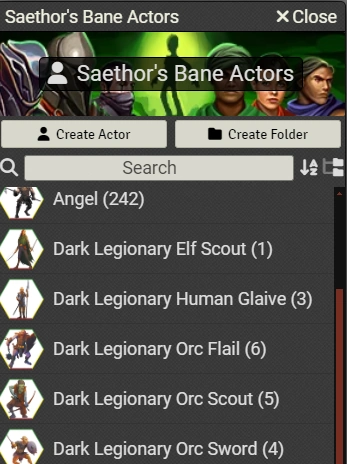 Saethor's Bane Actors
Close
Saethor's Bane Actors
Create Actor
Create Folder
Search
Angel (242)
Dark Legionary Elf Scout (1)
Dark Legionary Human Glaive (3)
Dark Legionary Orc Flail (6)
Dark Legionary Orc Scout (5)
Dark Legionary Orc Sword (4)